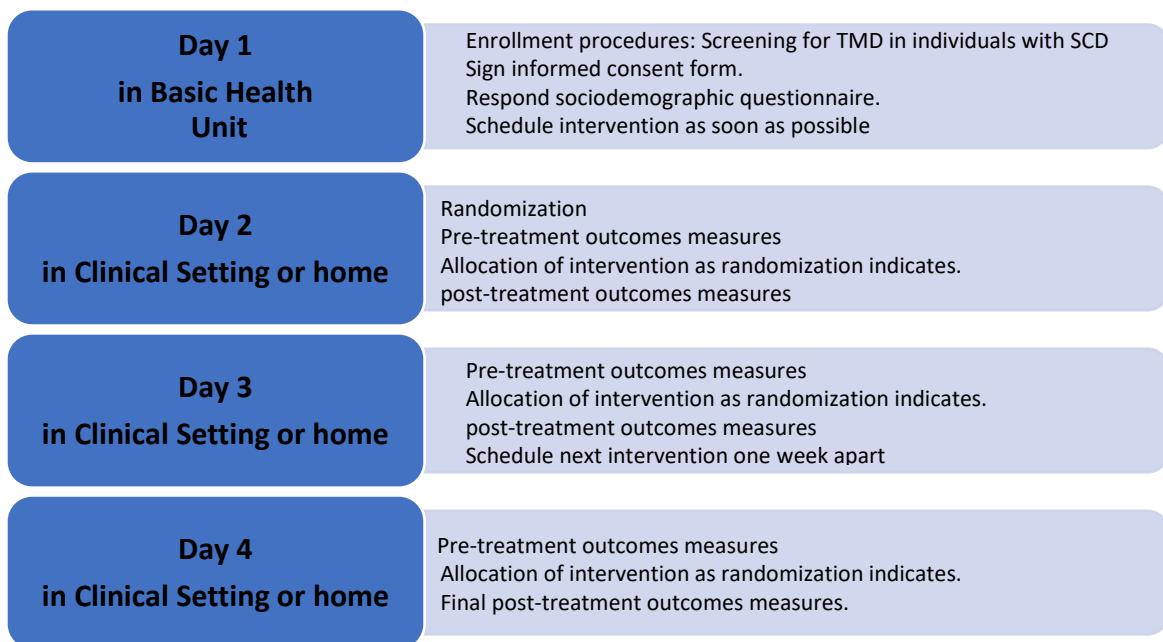 Day 1
in Basic Health
Unit
Enrollment procedures: Screening for TMD in individuals with SCD
Sign informed consent form.
Respond sociodemographic questionnaire.
Schedule intervention as soon as possible
Day 2
in Clinical Setting or home
Randomization
Pre-treatment outcomes measures
Allocation of intervention as randomization indicates.
post-treatment outcomes measures
Day 3
in Clinical Setting or home
Pre-treatment outcomes measures
Allocation of intervention as randomization indicates.
post-treatment outcomes measures
Schedule next intervention one week apart
Day 4
in Clinical Setting or home
Pre-treatment outcomes measures
Allocation of intervention as randomization indicates.
Final post-treatment outcomes measures.